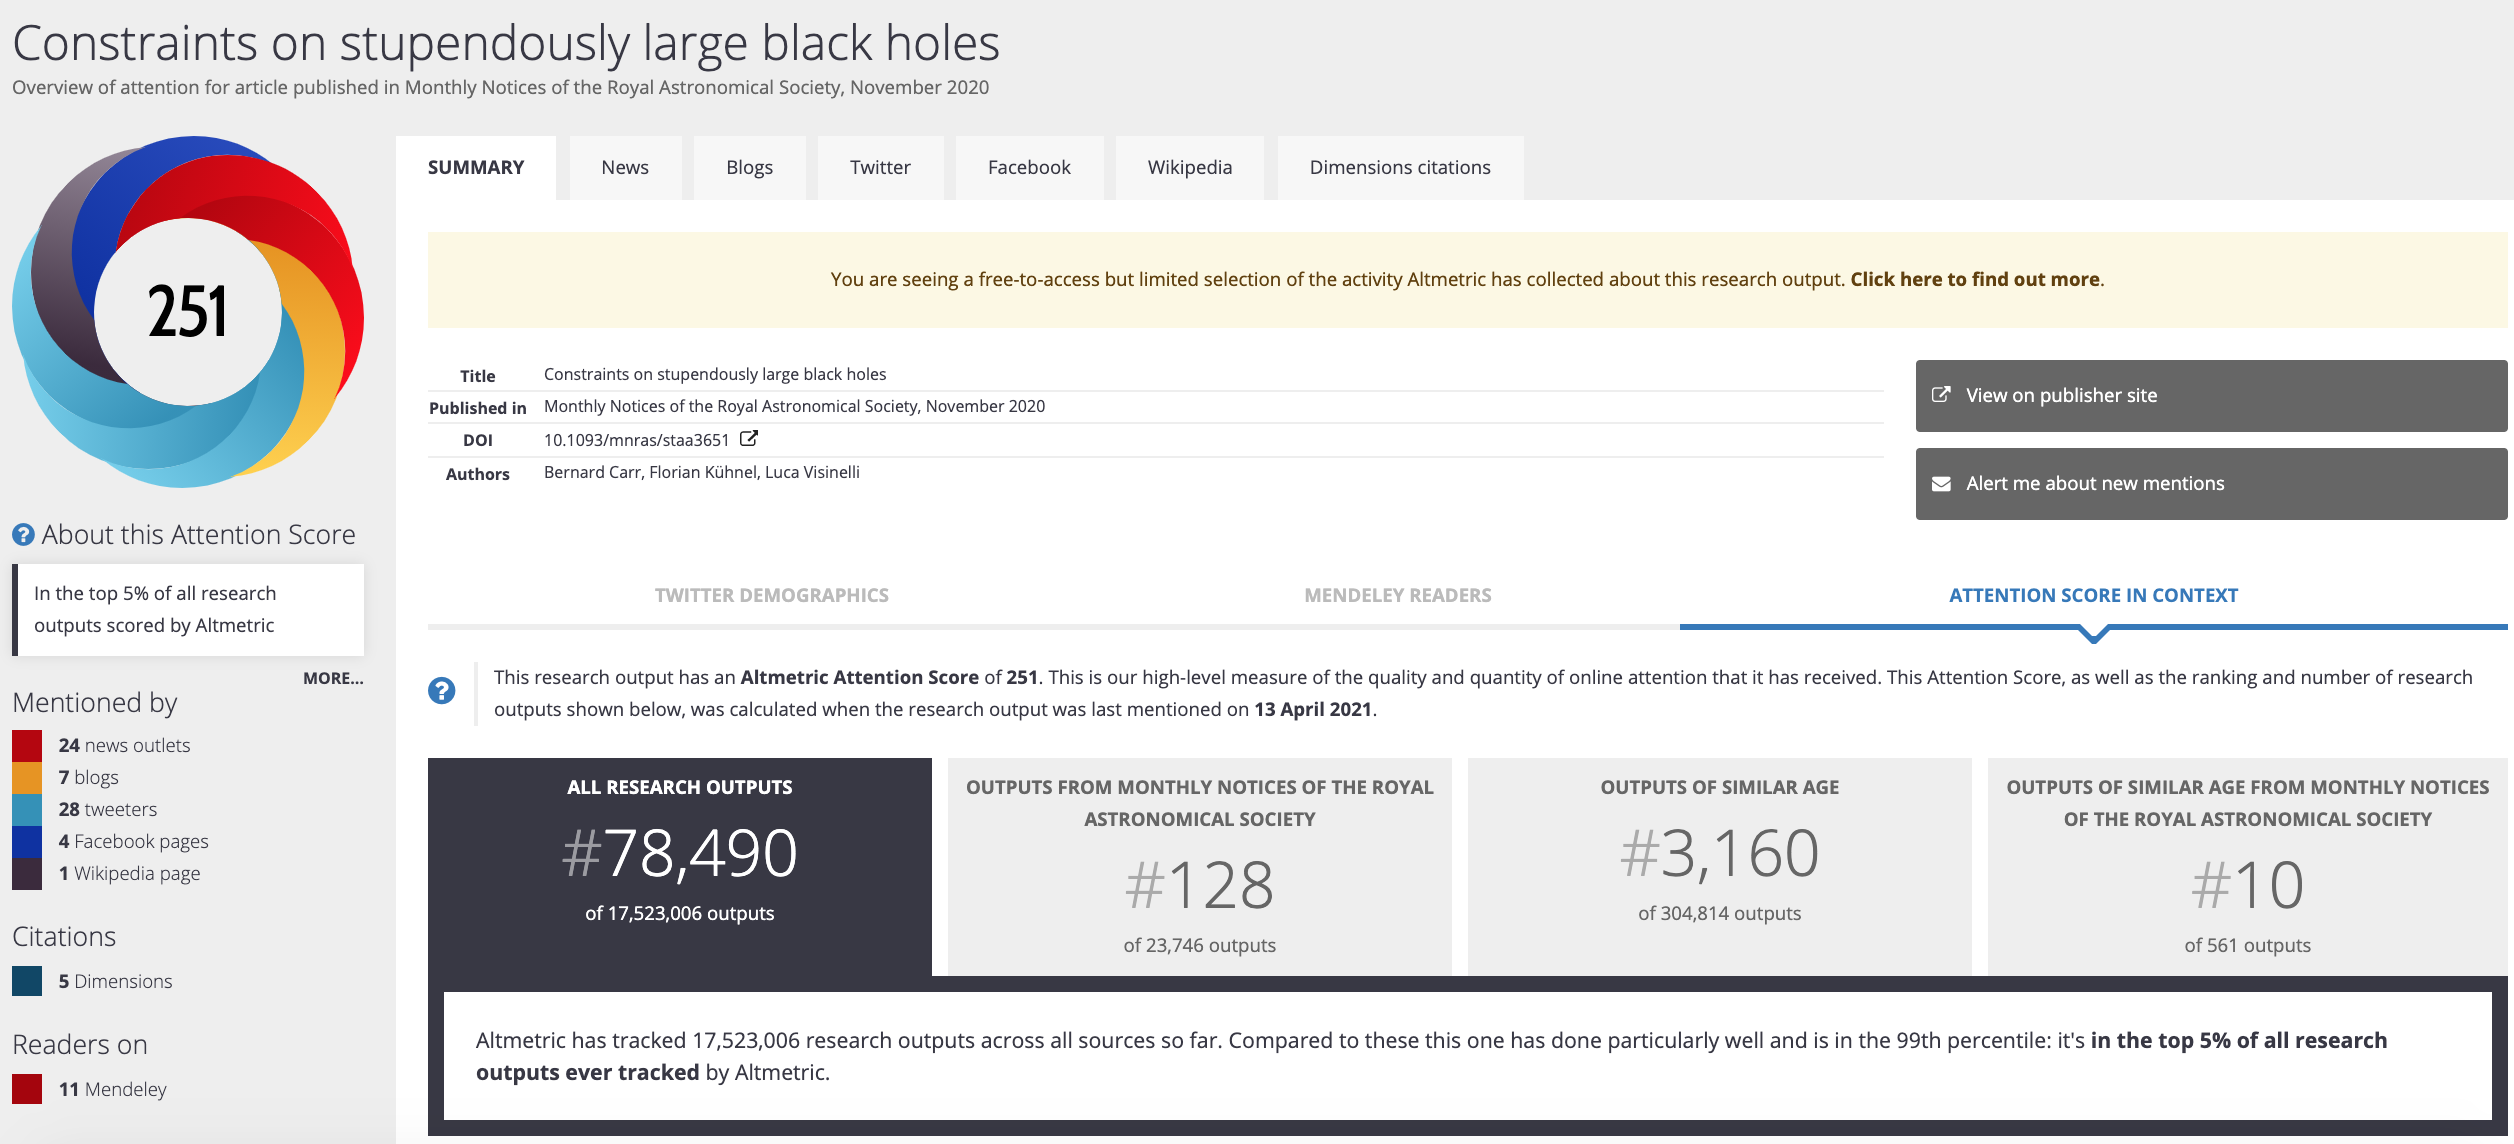 Constraints on stupendously large black holes
Overview of attention for article published in Monthly Notices of the Royal Astronomical Society, November 2020
251
About this Attention Score
In the top 5% of all research
outputs scored by Altmetric
MORE...
Mentioned by
24 news outlets
7 blogs
28 tweeters
4 Facebook pages
1 Wikipedia page
Citations
5 Dimensions
Readers on
11 Mendeley
SUMMARY
News
Blogs
Twitter
Facebook
Wikipedia
Dimensions citations
You are seeing a free-to-access but limited selection of the activity Altmetric has collected about this research output. Click here to find out more.
Title Constraints on stupendously large black holes
Published in Monthly Notices of the Royal Astronomical Society, November 2020
DOI 10.1093/mnras/staa3651
Authors Bernard Carr, Florian Kühnel, Luca Visinelli
View on publisher site
Alert me about new mentions
TWITTER DEMOGRAPHICS
MENDELEY READERS
ATTENTION SCORE IN CONTEXT
This research output has an Altmetric Attention Score of 251. This is our high-level measure of the quality and quantity of online attention that it has received. This Attention Score, as well as the ranking and number of research
outputs shown below, was calculated when the research output was last mentioned on 13 April 2021.
ALL RESEARCH OUTPUTS
#78,490
of 17,523,006 outputs
OUTPUTS FROM MONTHLY NOTICES OF THE ROYAL
ASTRONOMICAL SOCIETY
#128
of 23,746 outputs
OUTPUTS OF SIMILAR AGE
#3,160
of 304,814 outputs
OUTPUTS OF SIMILAR AGE FROM MONTHLY NOTICES
OF THE ROYAL ASTRONOMICAL SOCIETY
#10
of 561 outputs
Altmetric has tracked 17,523,006 research outputs across all sources so far. Compared to these this one has done particularly well and is in the 99th percentile: it's in the top 5% of all research
outputs ever tracked by Altmetric.